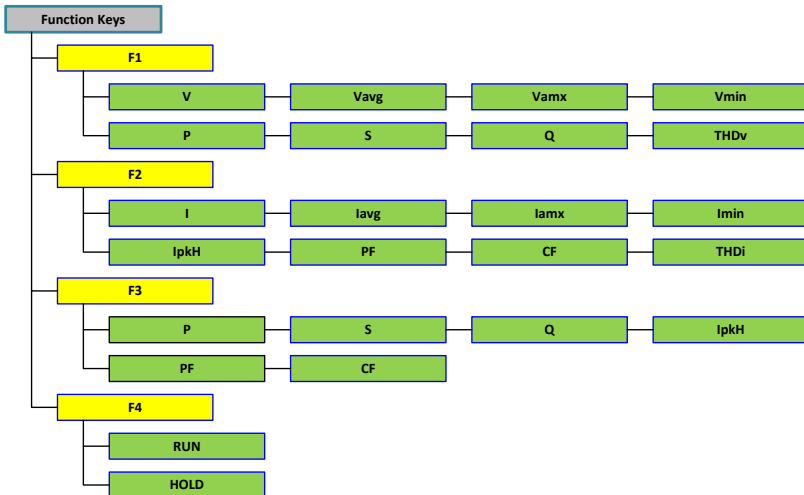 Function Keys
F1
V Vavg Vamx Vmin
P S Q THDv
F2
I Iavg Iamx Imin
IpkH PF CF THDi
F3
P S Q IpkH
PF CF
F4
RUN
HOLD